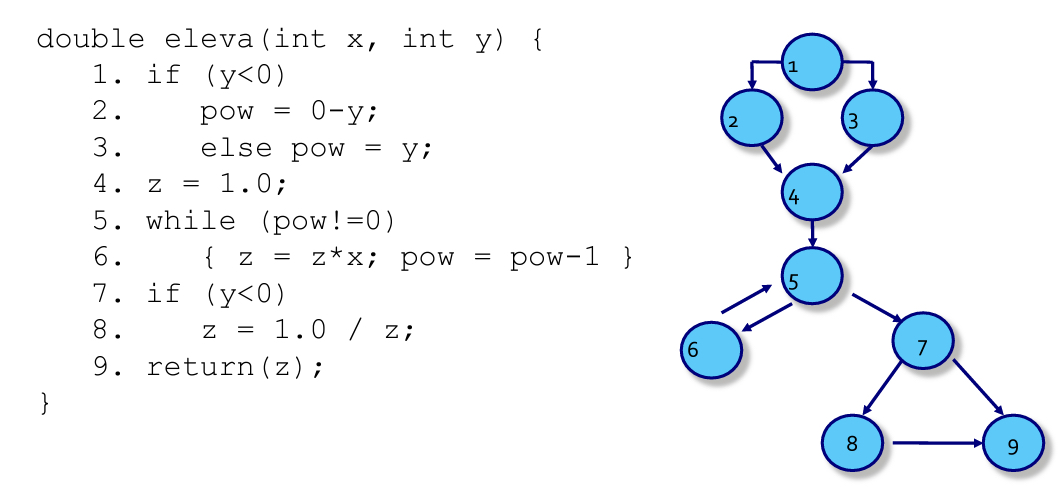 double eleva(int x, int y) {
1. if (y<0)
2. pow = 0-y;
3. else pow = y;
4. z = 1.0;
5. while (pow!=0)
6. { z = z*x; pow = pow-1 }
7. if (y<0)
8. z = 1.0 / z;
9. return(z);
}
1
2
3
4
5
6
7
8
9